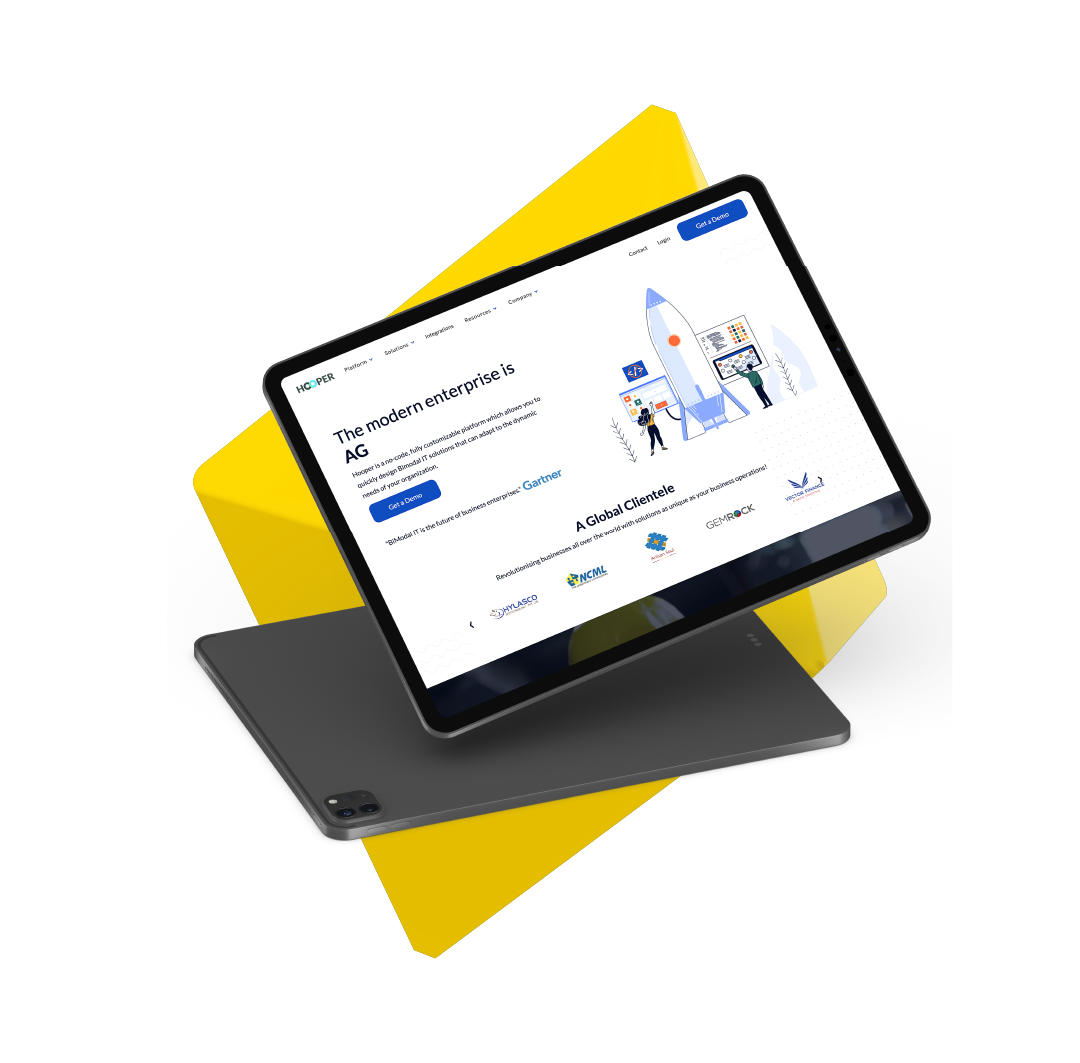 HOOPER
Platform
Solutions
Integrations
Resources
Company
Contact
Login
Get a Demo
The modern enterprise is
AG
Hooper is a no-code, fully customizable platform which allows you to
quickly design Bimodal IT solutions that can adapt to the dynamic
needs of your organization.
Get a Demo
"BiModal IT is the future of business enterprises" Gartner
A Global Clientele
Revolutionising businesses all over the world with solutions as unique as your business operations!
HYLASCO
NCML
GEMROCK
VECTOR FINANCE